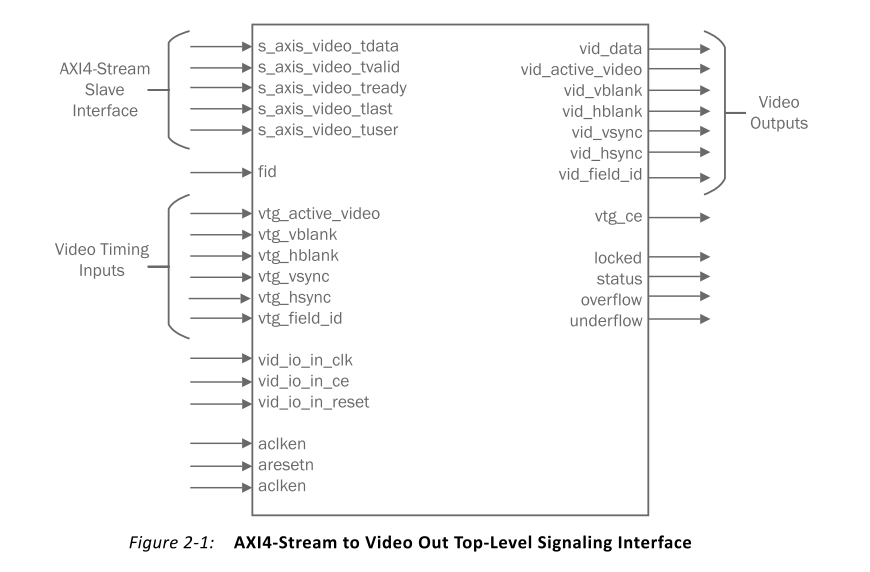 AXI4-Stream
Slave
Interface
s_axis_video_tdata
s_axis_video_tvalid
s_axis_video_tready
s_axis_video_tlast
s_axis_video_tuser
fid
Video Timing
Inputs
vtg_active_video
vtg_vblank
vtg_hblank
vtg_vsync
vtg_hsync
vtg_field_id
vid_io_in_clk
vid_io_in_ce
vid_io_in_reset
aclken
aresetn
aclken
vid_data
vid_active_video
vid_vblank
vid_hblank
vid_vsync
vid_hsync
vid_field_id
Video
Outputs
vtg_ce
locked
status
overflow
underflow
Figure 2-1: AXI4-Stream to Video Out Top-Level Signaling Interface